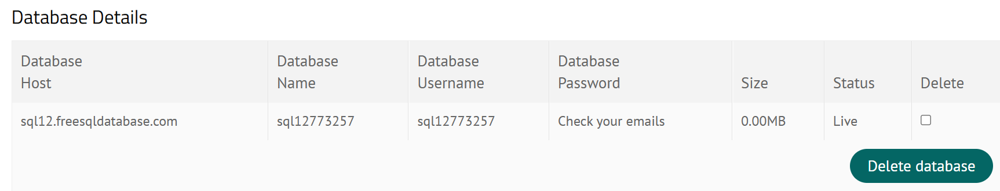 Database Details
Database Host
Database Name
Database Username
Database Password
Size
Status
Delete
sql12.freesqldatabase.com
sql12773257
sql12773257
Check your emails
0.00MB
Live
Delete database